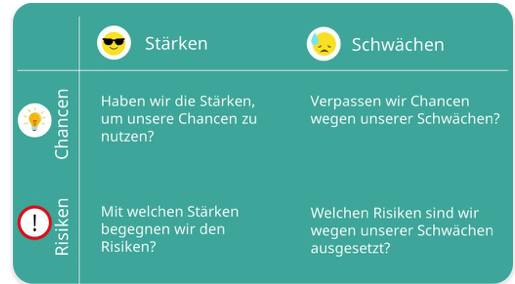 Stärken
Schwächen
Chancen
Haben wir die Stärken,
um unsere Chancen zu
nutzen?
Verpassen wir Chancen
wegen unserer Schwächen?
Risiken
!
Mit welchen Stärken
begegnen wir den
Risiken?
Welchen Risiken sind wir
wegen unserer Schwächen
ausgesetzt?